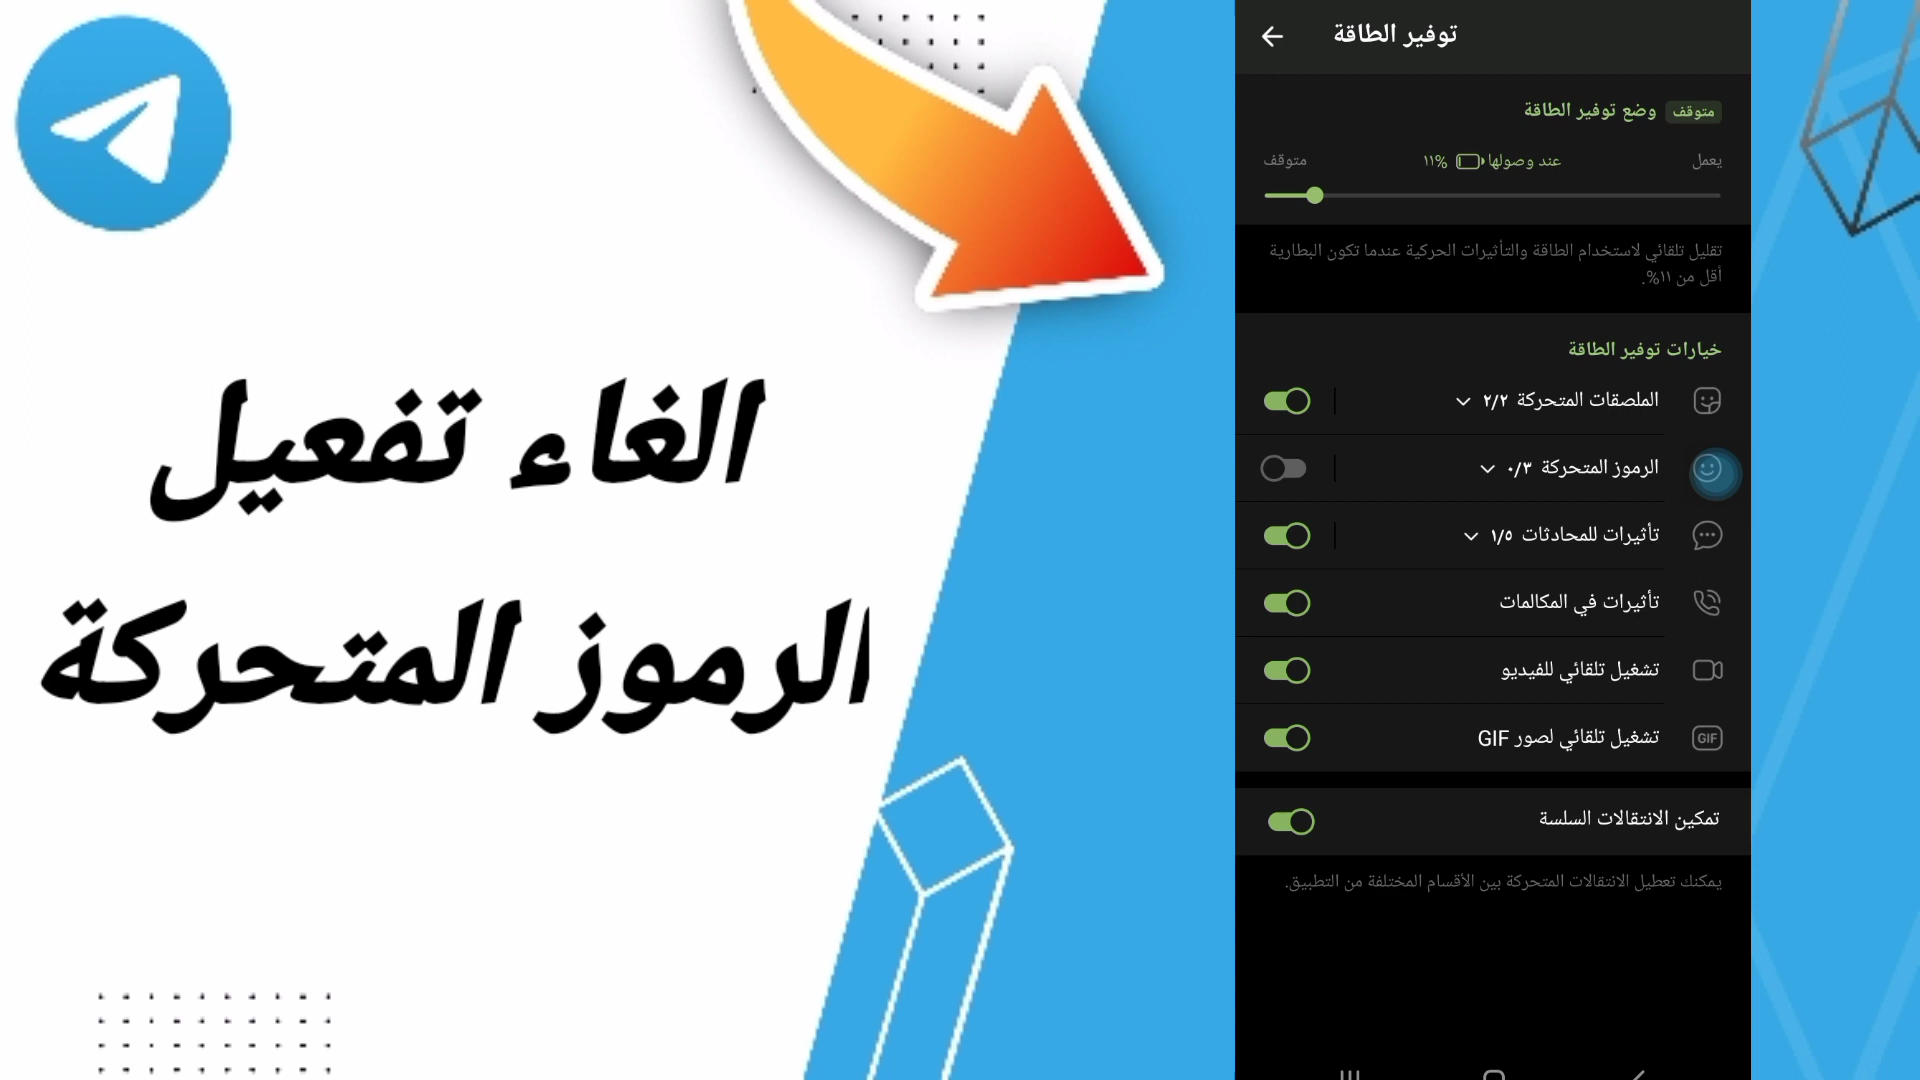 الغاء تفعيل
الرموز المتحركة
توفير الطاقة
وضع توفير الطاقة متوقف
يعمل عند وصولها ١١% متوقف
تقليل تلقائي لاستخدام الطاقة والتأثيرات الحركية عندما تكون البطارية
أقل من ١١%.
خيارات توفير الطاقة
الملصقات المتحركة ٢/٢
الرموز المتحركة ٠/٣
تأثيرات للمحادثات ١/٥
تأثيرات في المكالمات
تشغيل تلقائي للفيديو
تشغيل تلقائي لصور GIF
GIF
تمكين الانتقالات السلسة
يمكنك تعطيل الانتقالات المتحركة بين الأقسام المختلفة من التطبيق.